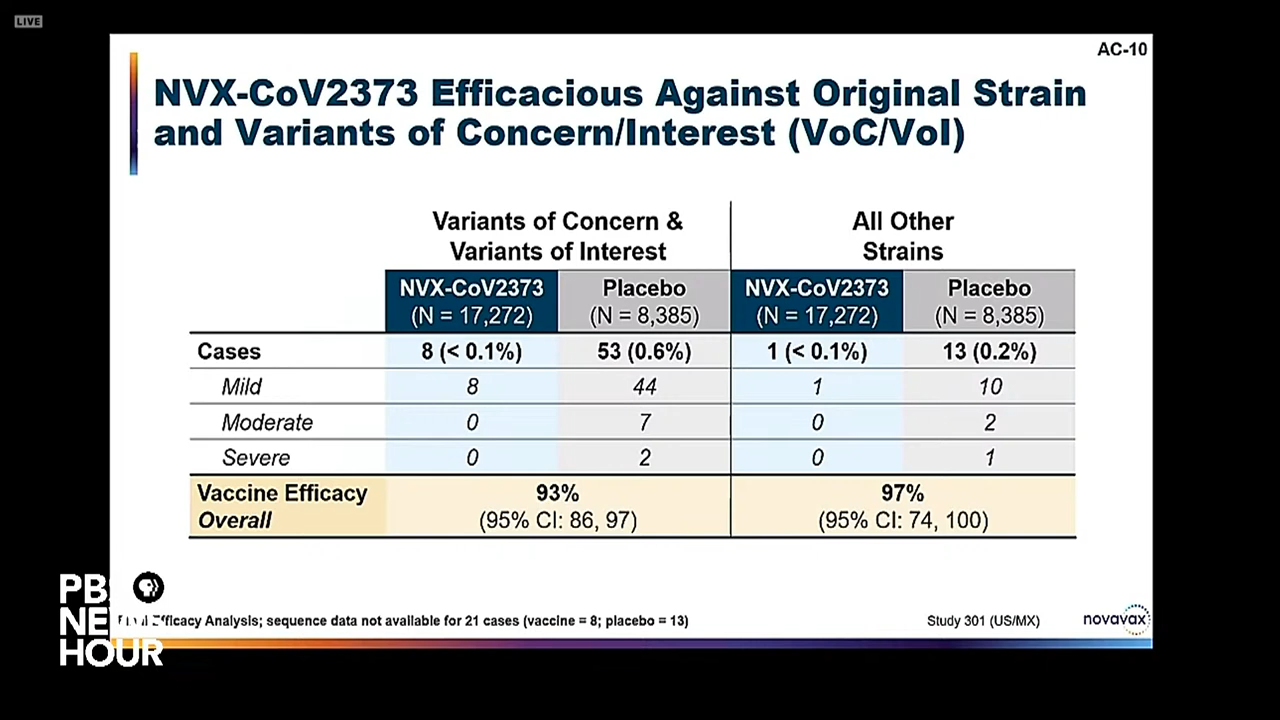 LIVE
AC-10
NVX-CoV2373 Efficacious Against Original Strain
and Variants of Concern/Interest (VoC/VoI)
Variants of Concern &
Variants of Interest
All Other
Strains
NVX-CoV2373 Placebo NVX-CoV2373 Placebo
(N = 17,272) (N = 8,385) (N = 17,272) (N = 8,385)
Cases 8 (< 0.1%) 53 (0.6%) 1 (< 0.1%) 13 (0.2%)
Mild 8 44 1 10
Moderate 0 7 0 2
Severe 0 2 0 1
Vaccine Efficacy 93% 97%
Overall (95% CI: 86, 97) (95% CI: 74, 100)
Efficacy Analysis; sequence data not available for 21 cases (vaccine = 8; placebo = 13)
Study 301 (US/MX)
novavax
PBS
NEWS
HOUR